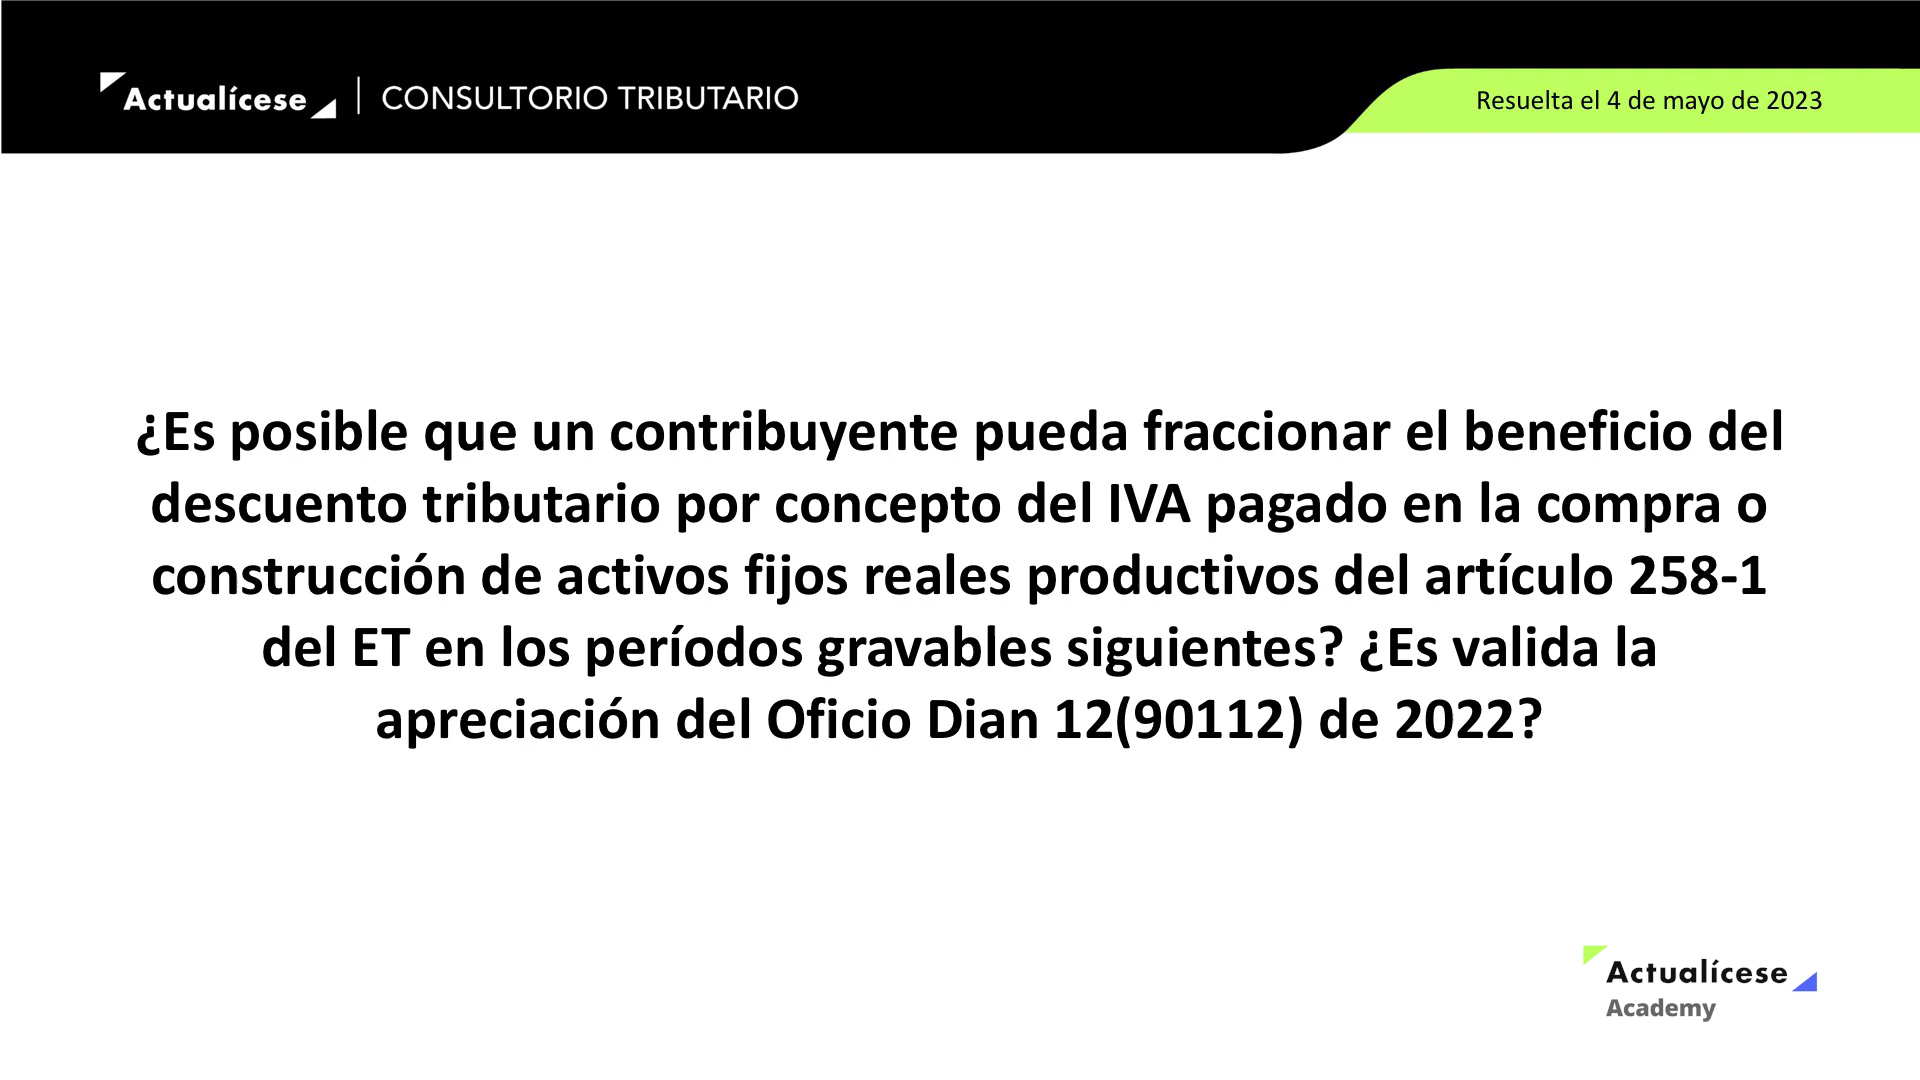 Actualícese | CONSULTORIO TRIBUTARIO
Resuelta el 4 de mayo de 2023
¿Es posible que un contribuyente pueda fraccionar el beneficio del
descuento tributario por concepto del IVA pagado en la compra o
construcción de activos fijos reales productivos del artículo 258-1
del ET en los períodos gravables siguientes? ¿Es valida la
apreciación del Oficio Dian 12(90112) de 2022?
Actualícese
Academy